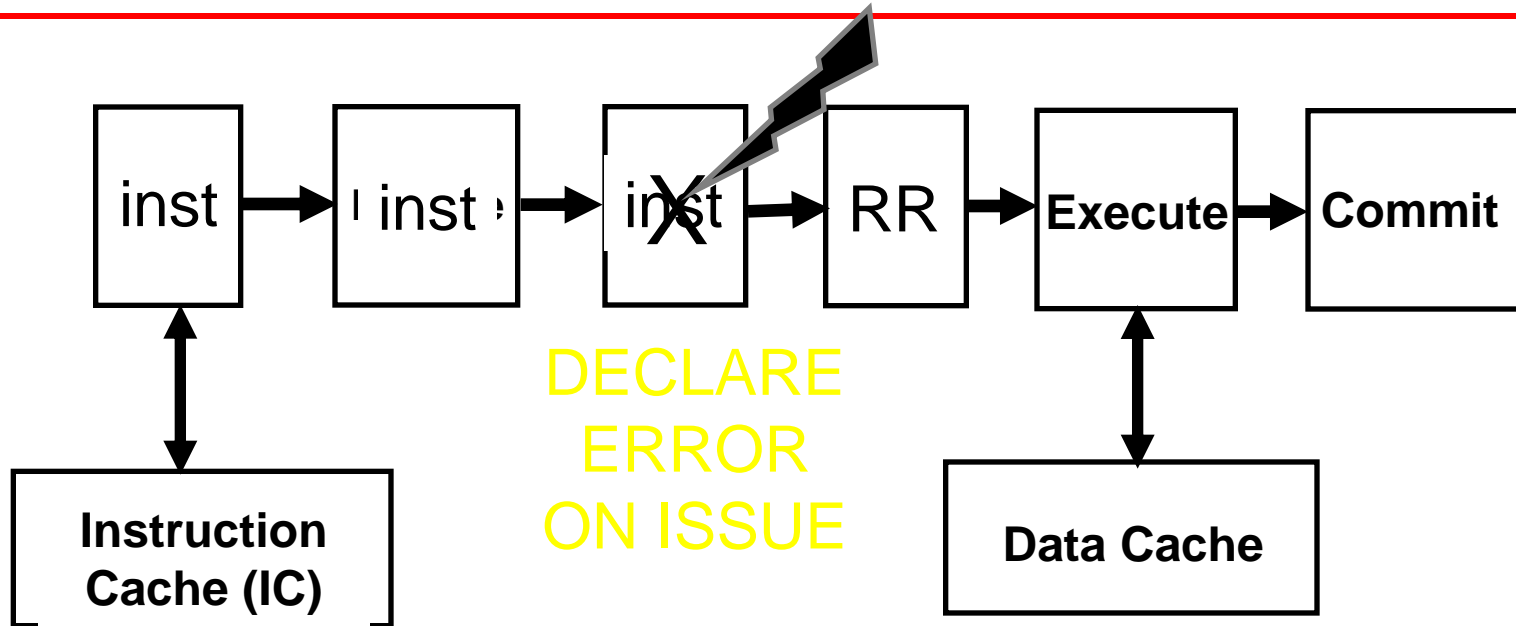 inst
inst
inst
X
RR
Execute
Commit
DECLARE
ERROR
ON ISSUE
Instruction
Cache (IC)
Data Cache